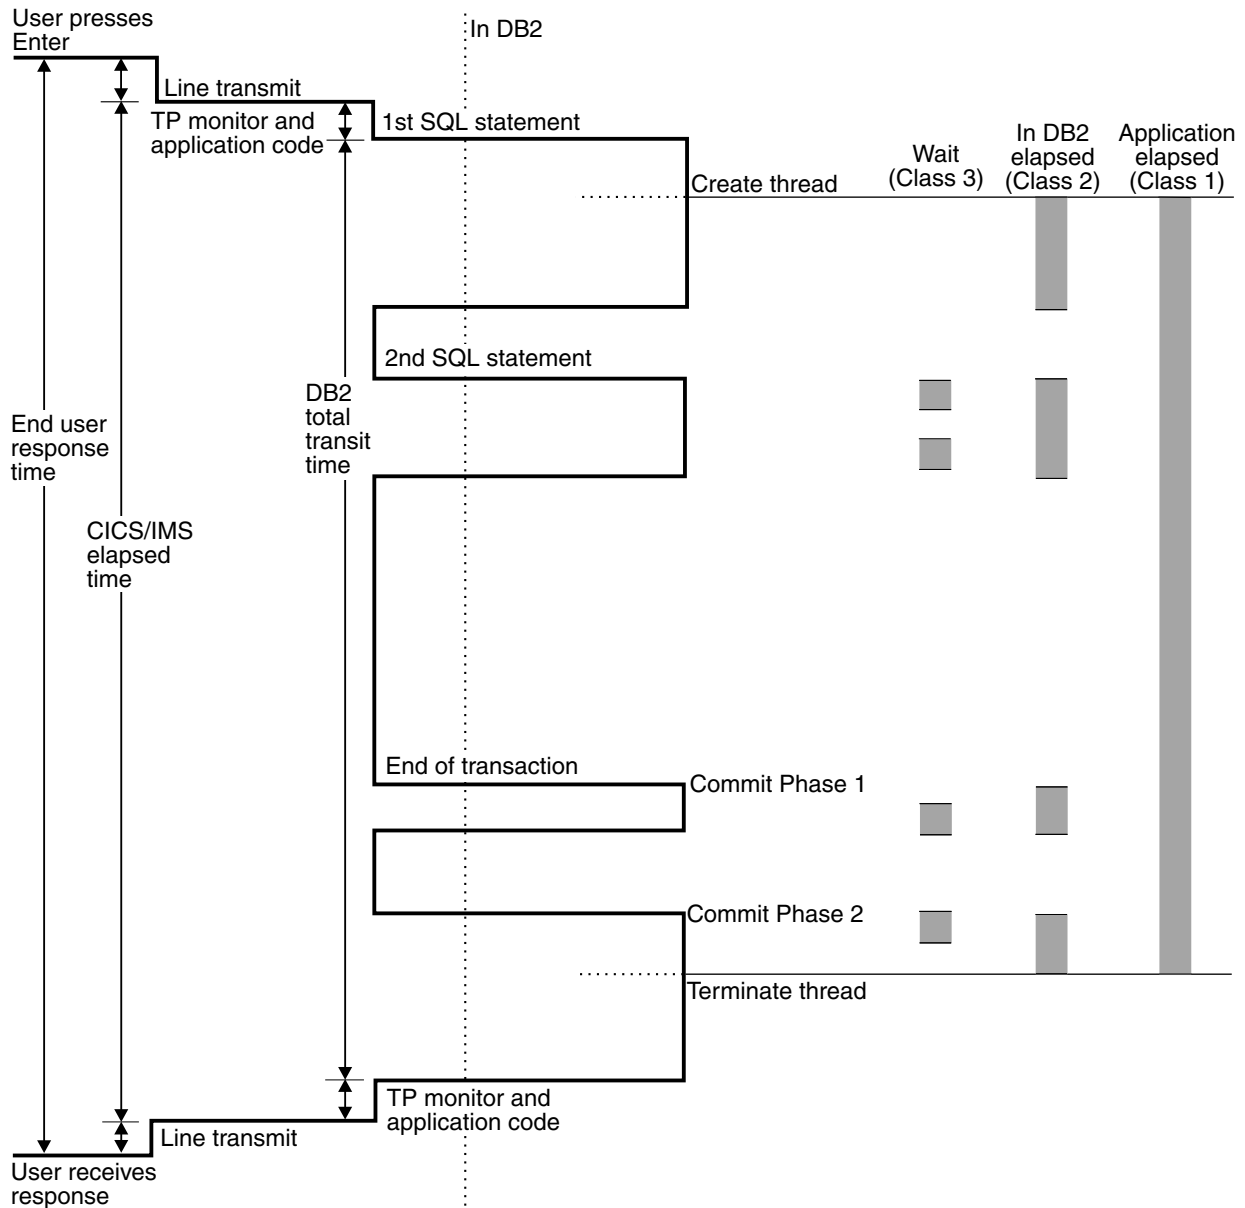 User presses
Enter
In DB2
Line transmit
TP monitor and
application code
1st SQL statement
Wait
(Class 3)
In DB2
elapsed
(Class 2)
Application
elapsed
(Class 1)
Create thread
2nd SQL statement
DB2
total
transit
time
End user
response
time
CICS/IMS
elapsed
time
End of transaction
Commit Phase 1
Commit Phase 2
Terminate thread
TP monitor and
application code
Line transmit
User receives
response